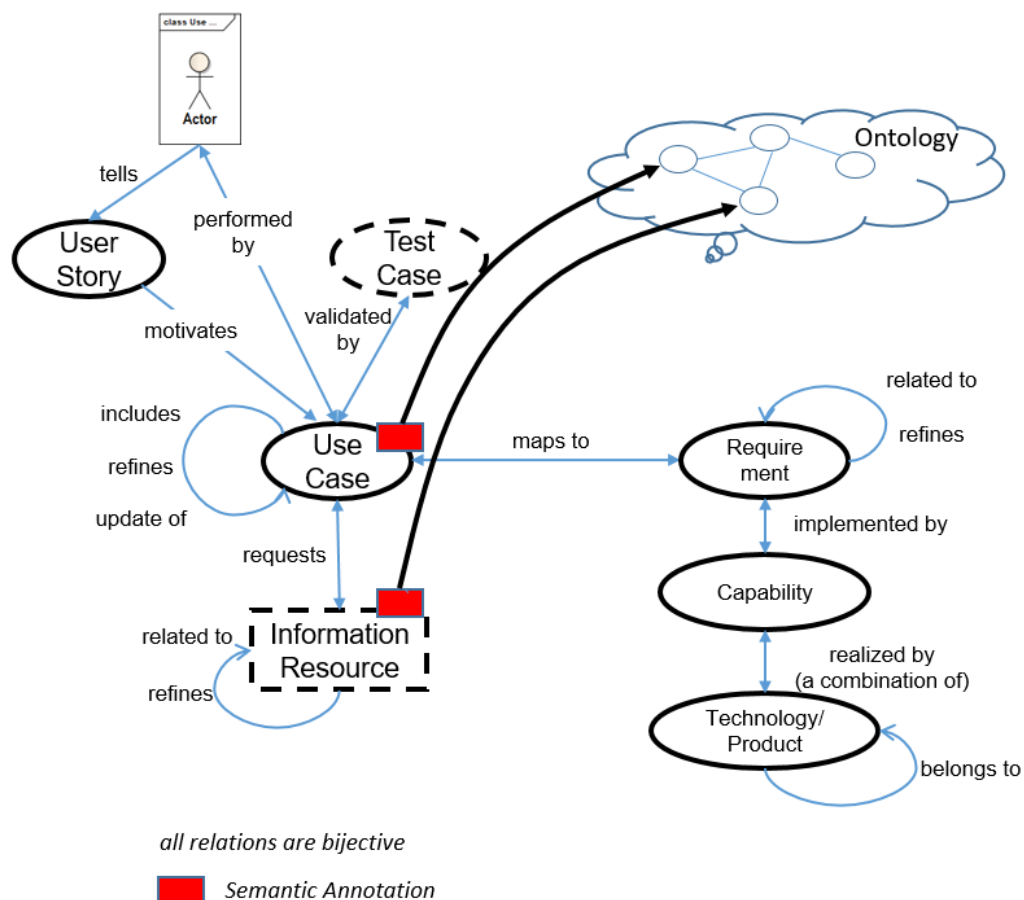 class Use ...
Actor
Ontology
tells
performed
by
User
Story
Test
Case
motivates
validated
by
includes
refines
update of
Use
Case
maps to
Require
ment
related to
refines
requests
implemented by
Capability
related to
refines
Information
Resource
realized by
(a combination of)
Technology/
Product
belongs to
all relations are bijective
Semantic Annotation